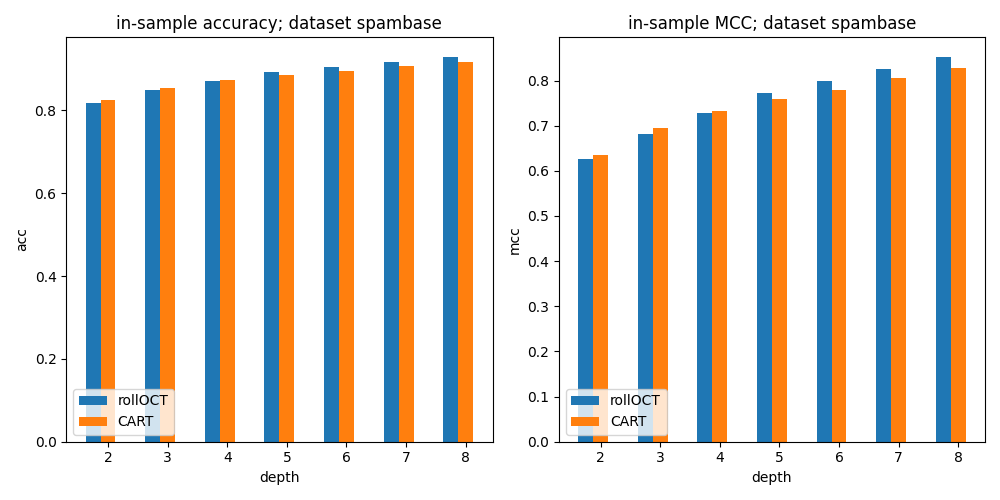 in-sample accuracy; dataset spambase
acc
0.8
0.6
0.4
0.2
0.0
rollOCT
CART
2 3 4 5 6 7 8
depth
in-sample MCC; dataset spambase
mcc
0.8
0.7
0.6
0.5
0.4
0.3
0.2
0.1
0.0
rollOCT
CART
2 3 4 5 6 7 8
depth